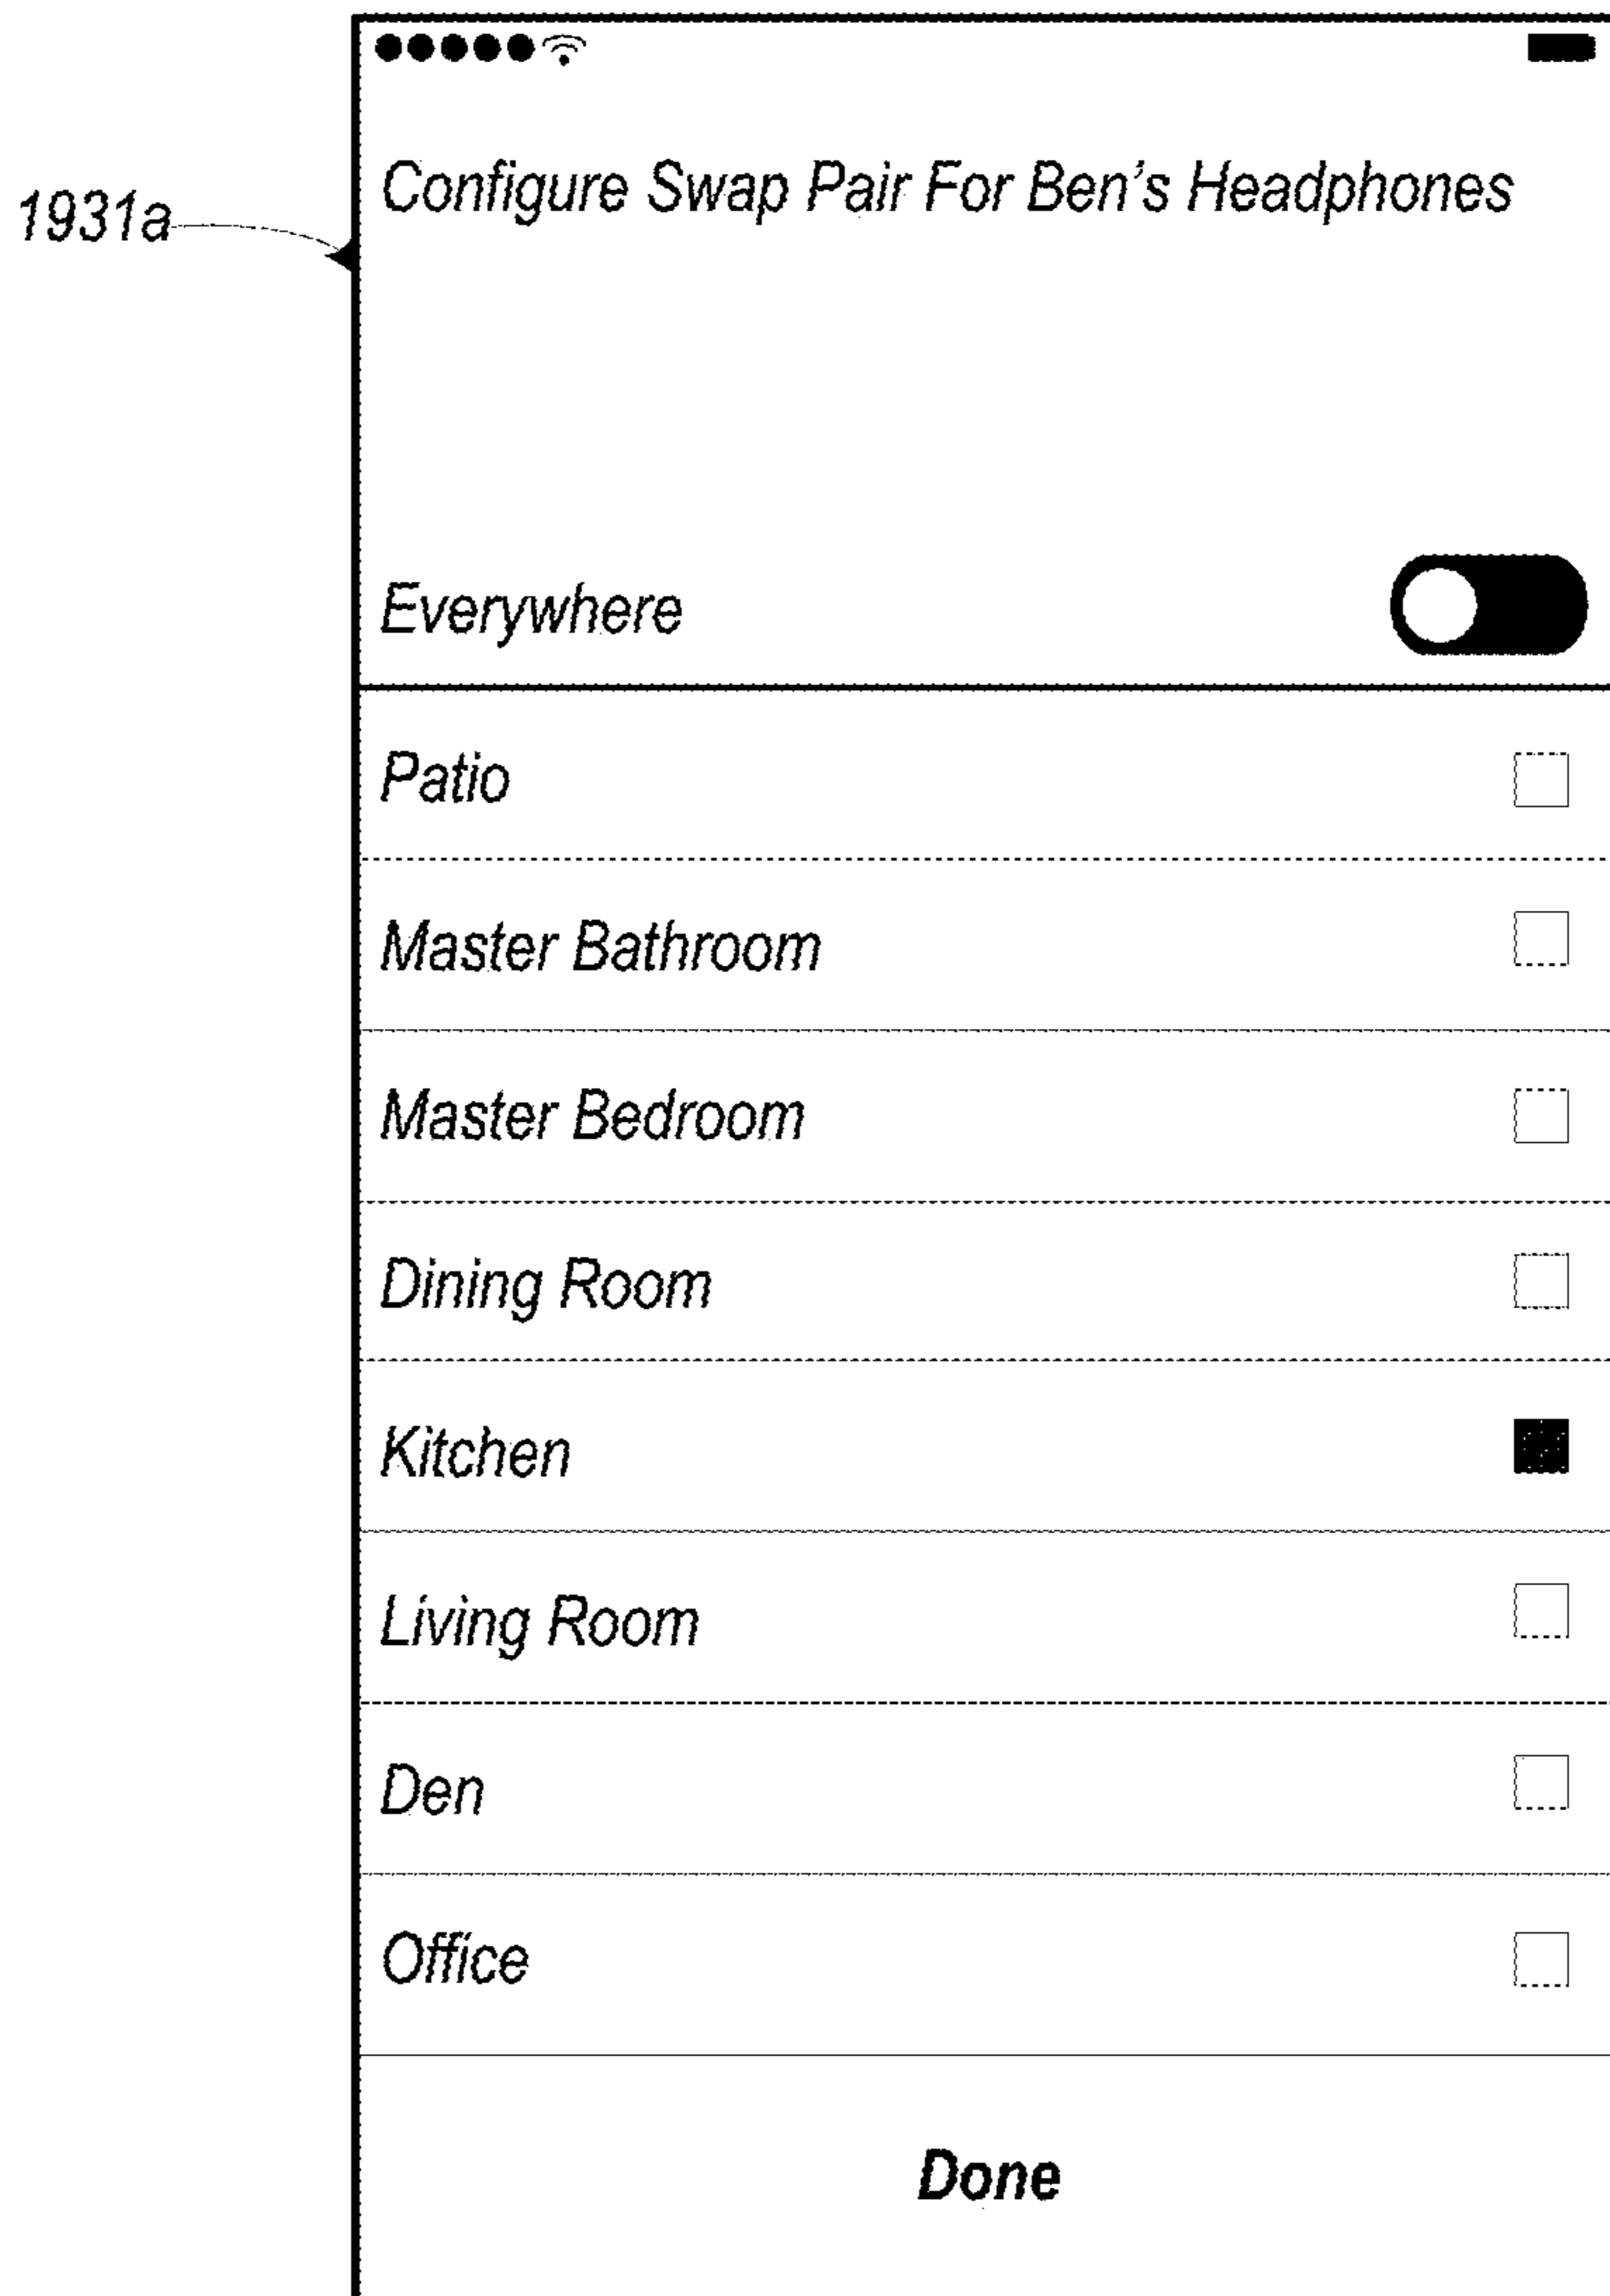 Configure Swap Pair For Ben's Headphones
1931a
Everywhere
Patio
Master Bathroom
Master Bedroom
Dining Room
Kitchen
Living Room
Den
Office
Done